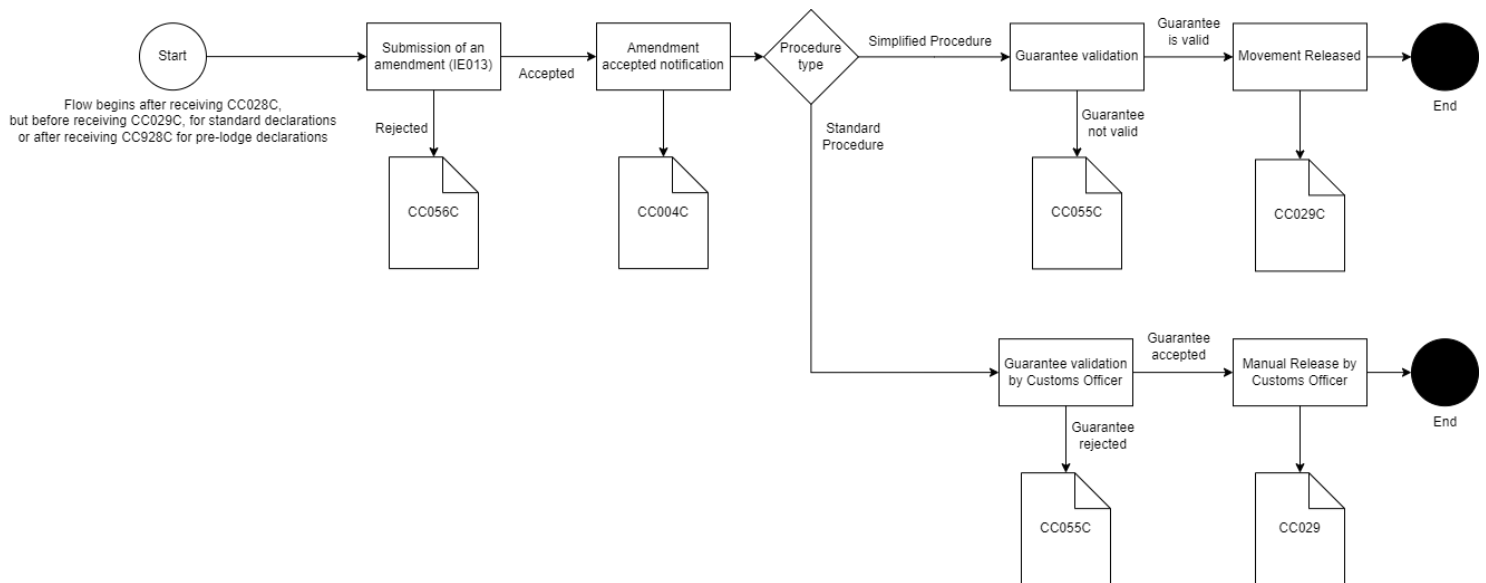 Start
Flow begins after receiving CC028C,
but before receiving CC029C, for standard declarations
or after receiving CC928C for pre-lodge declarations
Submission of an
amendment (IE013)
Accepted
Rejected
CC056C
Amendment
accepted notification
CC004C
Procedure
type
Simplified Procedure
Standard
Procedure
Guarantee validation
Guarantee
is valid
Guarantee
not valid
CC055C
Movement Released
CC029C
End
Guarantee validation
by Customs Officer
Guarantee
accepted
Guarantee
rejected
CC055C
Manual Release by
Customs Officer
CC029
End